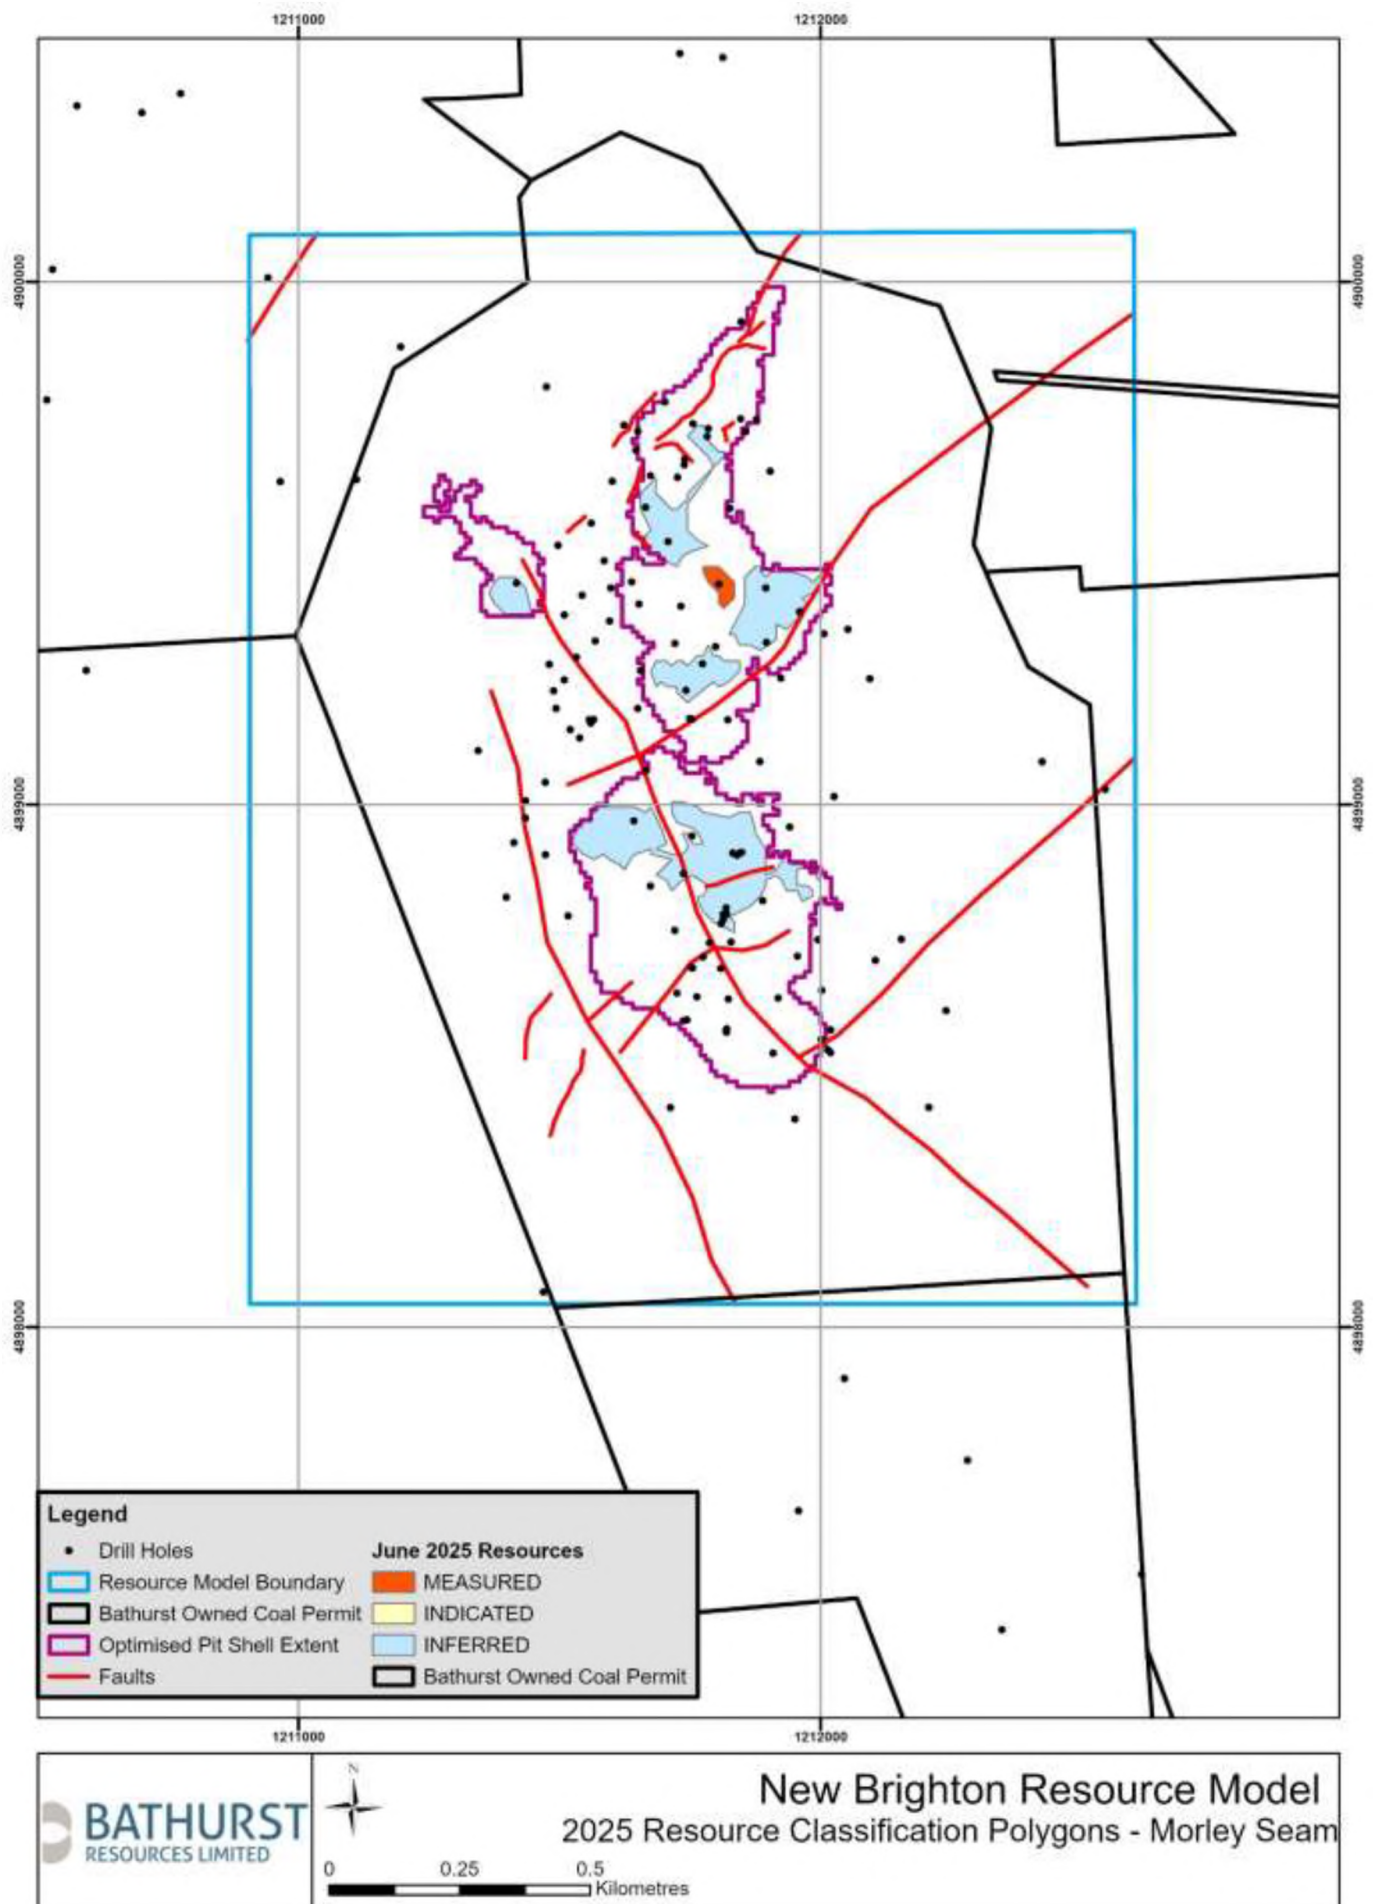 1211000 1212000
4900000 4900000
4899000 4899000
4898000 4898000
Legend
Drill Holes
Resource Model Boundary
Bathurst Owned Coal Permit
Optimised Pit Shell Extent
Faults
June 2025 Resources
MEASURED
INDICATED
INFERRED
Bathurst Owned Coal Permit
1211000 1212000
BATHURST
RESOURCES LIMITED
N
0 0.25 0.5
Kilometres
New Brighton Resource Model
2025 Resource Classification Polygons - Morley Seam